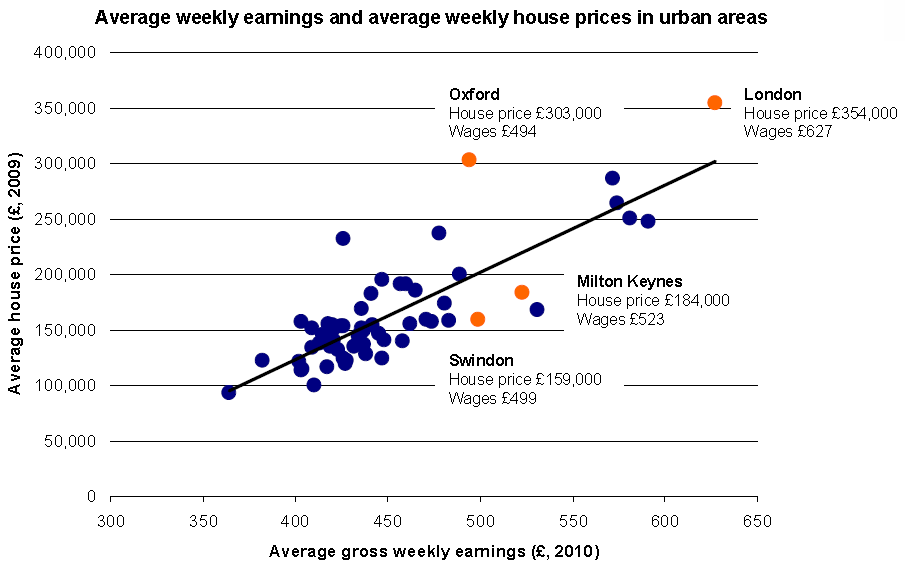 Average weekly earnings and average weekly house prices in urban areas
400,000
350,000
300,000
250,000
200,000
150,000
100,000
50,000
0
Average house price (£, 2009)
Oxford
House price £303,000
Wages £494
London
House price £354,000
Wages £627
Milton Keynes
House price £184,000
Wages £523
Swindon
House price £159,000
Wages £499
300 350 400 450 500 550 600 650
Average gross weekly earnings (£, 2010)